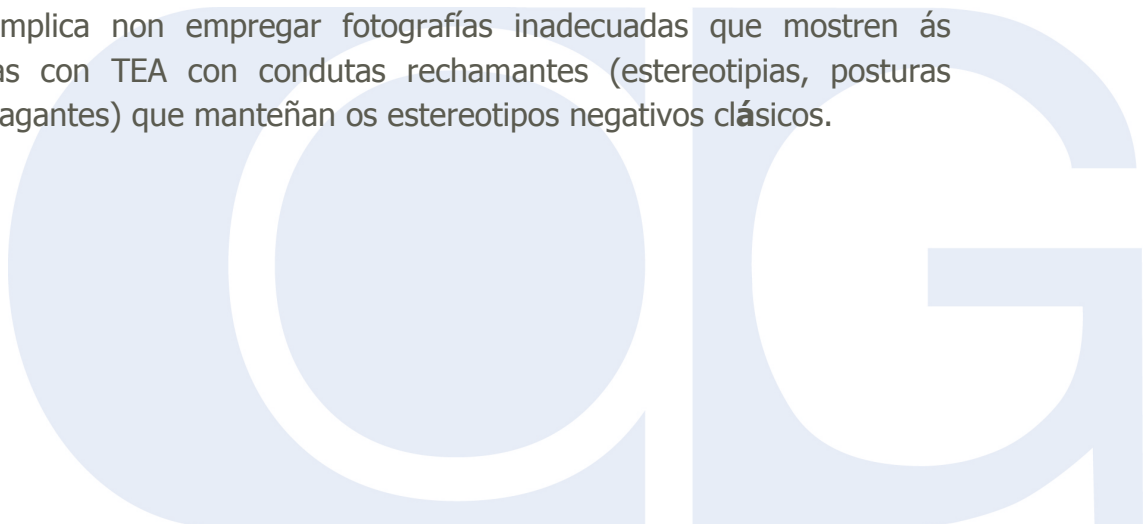 mplica non empregar fotografías inadecuadas que mostren ás
as con TEA con condutas rechamantes (estereotipias, posturas
agantes) que manteñan os estereotipos negativos clásicos.